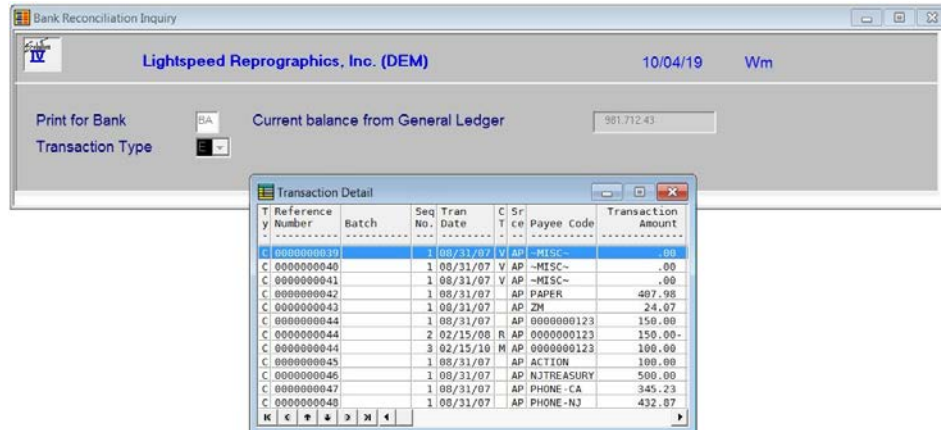 Bank Reconciliation Inquiry
IV
Lightspeed Reprographics, Inc. (DEM) 10/04/19 Wm
Print for Bank BA Current balance from General Ledger 981,712.43
Transaction Type E
Transaction Detail
T Reference Seq Tran C Sr Transaction
y Number Batch No. Date T ce Payee Code Amount
C 0000000039 1 08/31/07 V AP ~MISC~ .00
C 0000000040 1 08/31/07 V AP ~MISC~ .00
C 0000000041 1 08/31/07 V AP ~MISC~ .00
C 0000000042 1 08/31/07 AP PAPER 407.98
C 0000000043 1 08/31/07 AP ZM 24.07
C 0000000044 1 08/31/07 AP 0000000123 150.00
C 0000000044 2 02/15/08 R AP 0000000123 150.00-
C 0000000044 3 02/15/10 M AP 0000000123 100.00
C 0000000045 1 08/31/07 AP ACTION 100.00
C 0000000046 1 08/31/07 AP NJTREASURY 500.00
C 0000000047 1 08/31/07 AP PHONE-CA 345.23
C 0000000048 1 08/31/07 AP PHONE-NJ 432.87